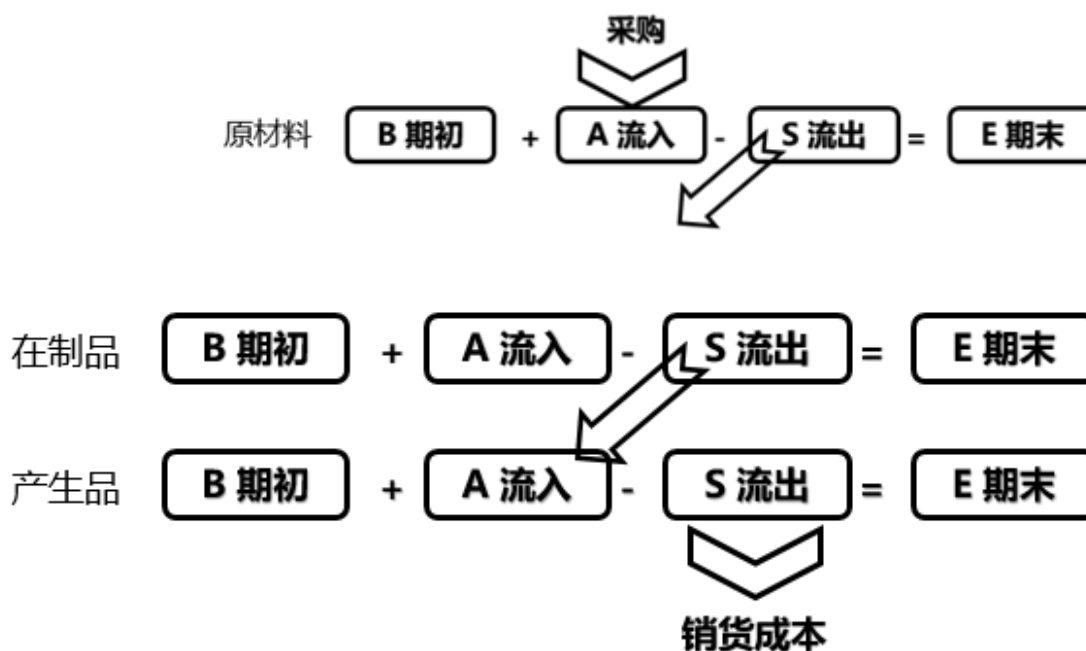 采购
原材料 B 期初 + A 流入 - S 流出 = E 期末
在制品 B 期初 + A 流入 - S 流出 = E 期末
产生品 B 期初 + A 流入 - S 流出 = E 期末
销货成本